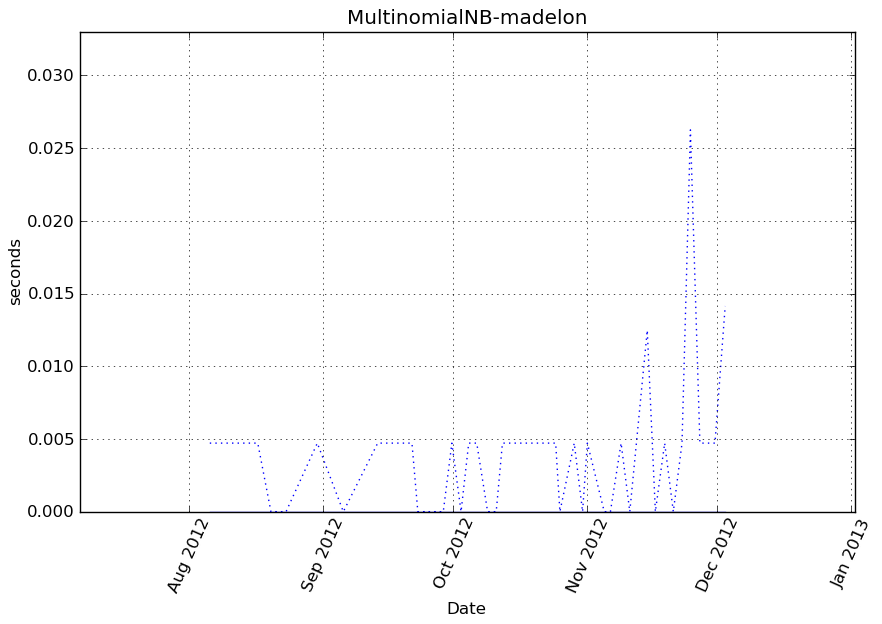 MultinomialNB-madelon
0.030
0.025
0.020
0.015
0.010
0.005
0.000
seconds
Aug 2012
Sep 2012
Oct 2012
Nov 2012
Dec 2012
Jan 2013
Date